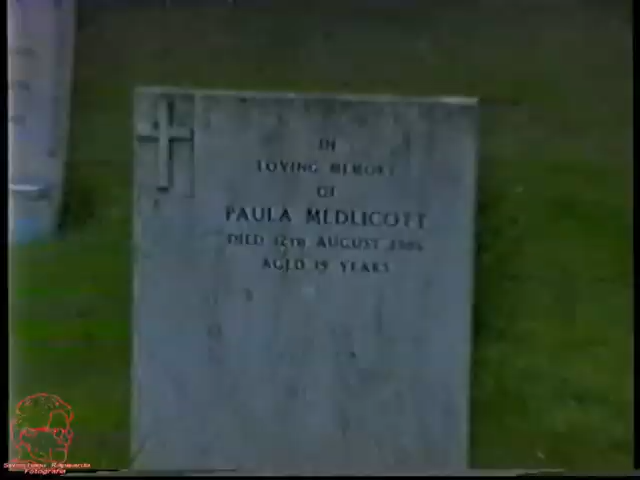 IN
LOVING MEMORY
OF
PAULA MEDLICOTT
DIED 12TH AUGUST
AGED 19 YEARS